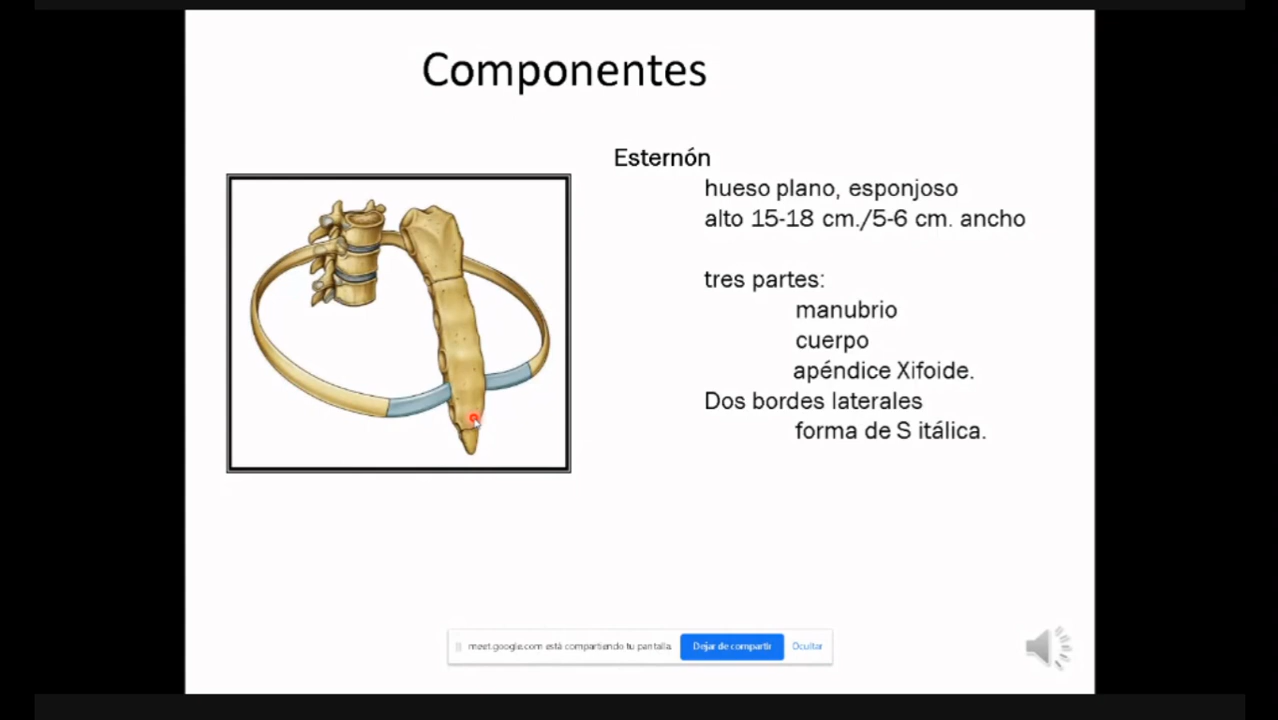 Componentes
Esternón
hueso plano, esponjoso
alto 15-18 cm./5-6 cm. ancho
tres partes:
manubrio
cuerpo
apéndice Xifoide.
Dos bordes laterales
forma de S itálica.
meet.google.com está compartiendo tu pantalla. Dejar de compartir Ocultar